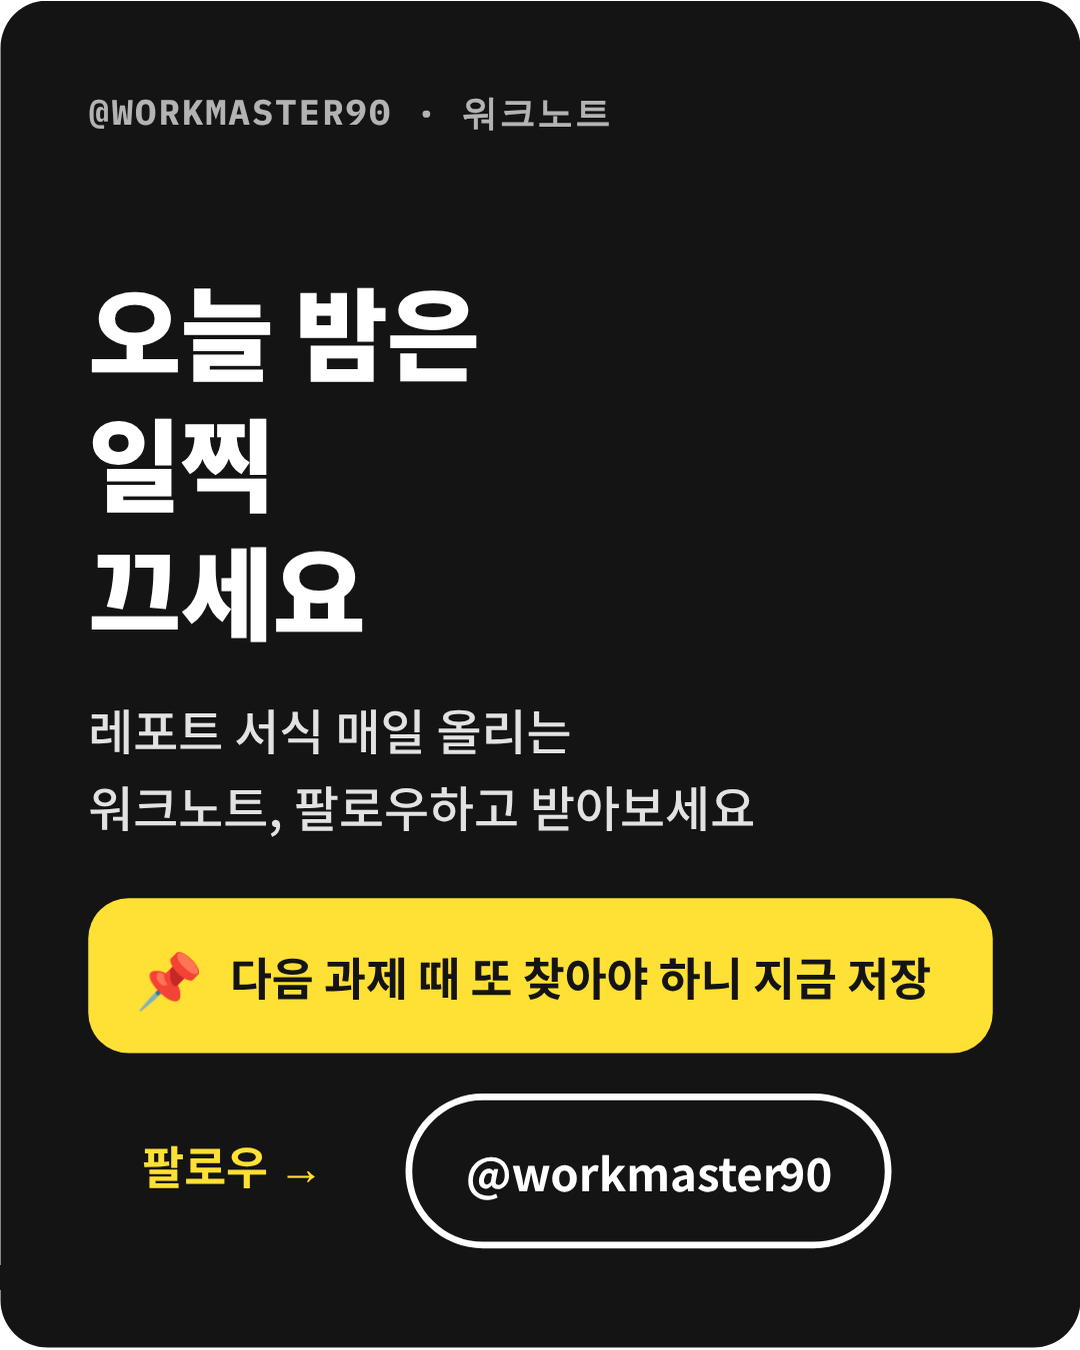 @WORKMASTER90 · 워크노트
오늘 밤은
일찍
끄세요
레포트 서식 매일 올리는
워크노트, 팔로우하고 받아보세요
📌 다음 과제 때 또 찾아야 하니 지금 저장
팔로우 → @workmaster90